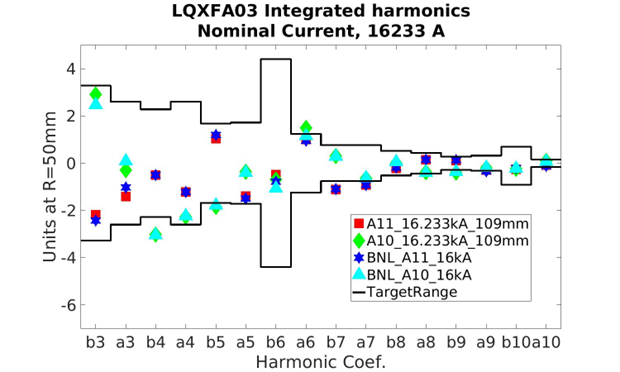 LQXFA03 Integrated harmonics
Nominal Current, 16233 A
4
2
0
-2
-4
-6
Units at R=50mm
A11_16.233kA_109mm
A10_16.233kA_109mm
BNL_A11_16kA
BNL_A10_16kA
TargetRange
b3 a3 b4 a4 b5 a5 b6 a6 b7 a7 b8 a8 b9 a9 b10 a10
Harmonic Coef.